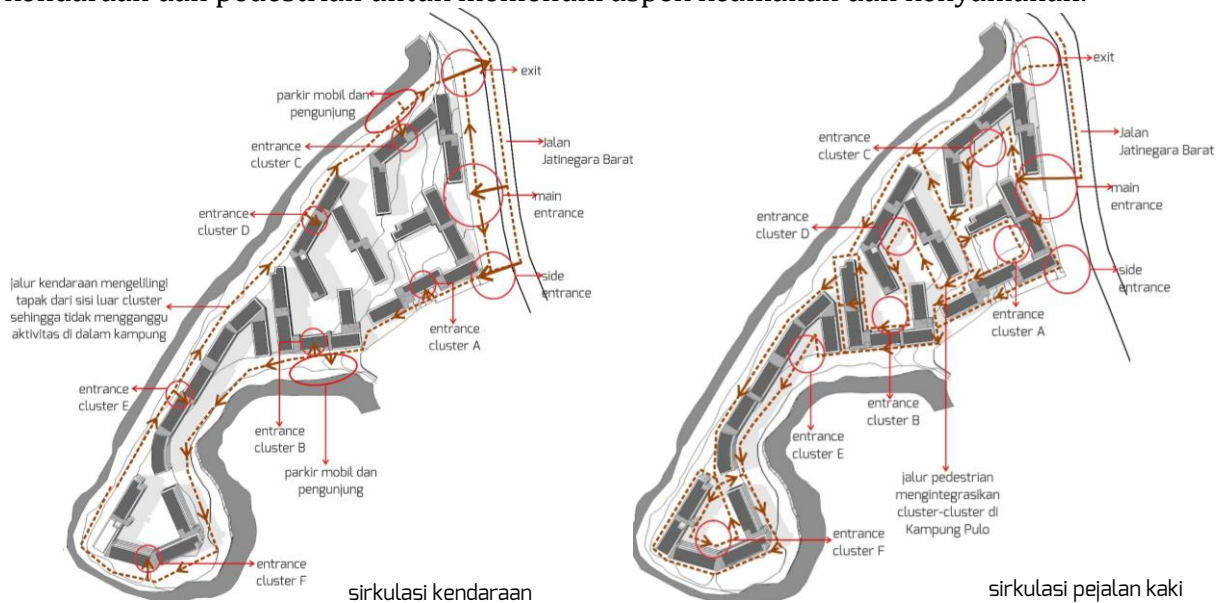 kendaraan dan pedestrian untuk memenuhi aspek keamanan dan kenyamanan.
exit
parkir mobil dan
pengunjung
entrance
cluster C
Jalan
Jatinegara Barat
main
entrance
entrance
cluster D
side
entrance
jalur kendaraan mengelilingi
tapak dari sisi luar cluster
sehingga tidak mengganggu
aktivitas di dalam kampung
entrance
cluster A
entrance
cluster E
entrance
cluster B
parkir mobil dan
pengunjung
entrance
cluster F
sirkulasi kendaraan
exit
entrance
cluster C
Jalan
Jatinegara Barat
main
entrance
entrance
cluster D
side
entrance
entrance
cluster A
entrance
cluster B
entrance
cluster E
jalur pedestrian
mengintegrasikan
cluster-cluster di
Kampung Pulo
entrance
cluster F
sirkulasi pejalan kaki